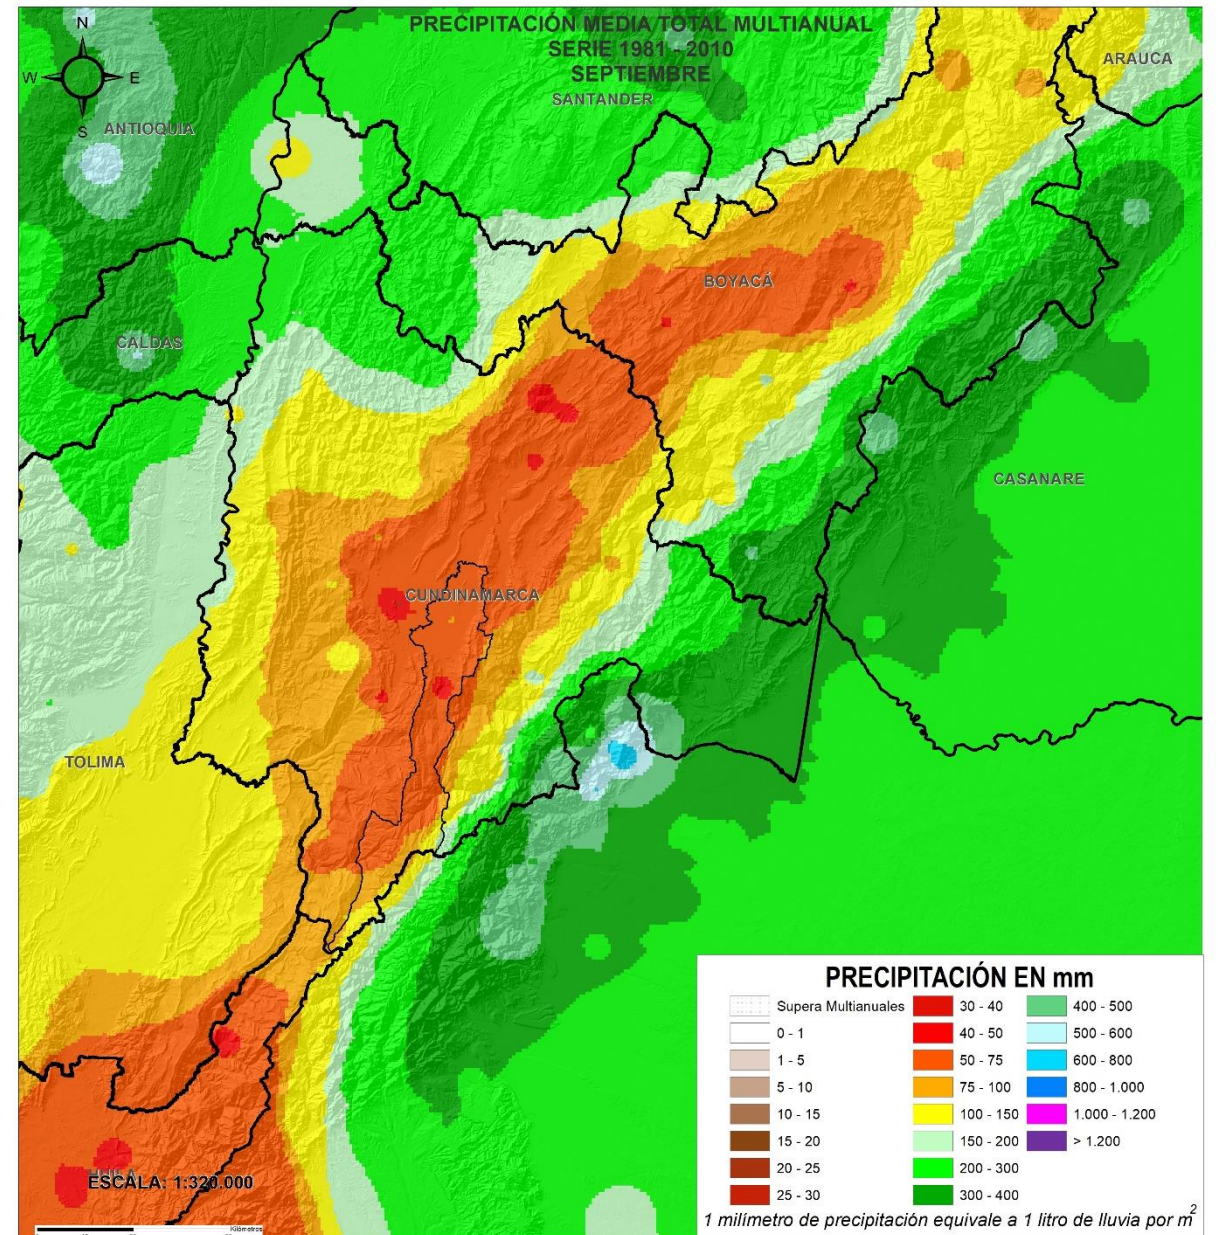 PRECIPITACIÓN MEDIA TOTAL MULTIANUAL
SERIE 1981 - 2010
SEPTIEMBRE
N
W
E
S
SANTANDER
ARAUCA
ANTIOQUIA
BOYACÁ
CALDAS
CASANARE
CUNDINAMARCA
TOLIMA
HUILA
ESCALA: 1:320.000
Kilómetros
PRECIPITACIÓN EN mm
Supera Multianuales
0 - 1
1 - 5
5 - 10
10 - 15
15 - 20
20 - 25
25 - 30
30 - 40
40 - 50
50 - 75
75 - 100
100 - 150
150 - 200
200 - 300
300 - 400
400 - 500
500 - 600
600 - 800
800 - 1.000
1.000 - 1.200
> 1.200
1 milímetro de precipitación equivale a 1 litro de lluvia por m2